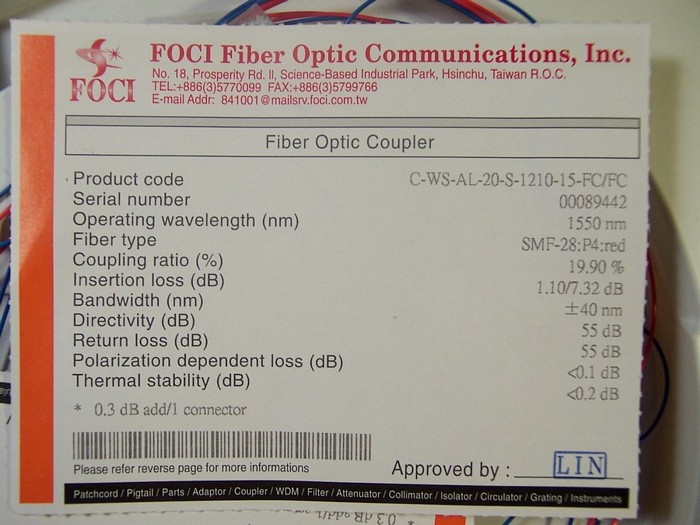 FOCI Fiber Optic Communications, Inc.
No. 18, Prosperity Rd. II, Science-Based Industrial Park, Hsinchu, Taiwan R.O.C.
TEL:+886(3)5770099 FAX:+886(3)5799766
E-mail Addr: 841001@mailsrv.foci.com.tw
FOCI
Fiber Optic Coupler
Product code C-WS-AL-20-S-1210-15-FC/FC
Serial number 00089442
Operating wavelength (nm) 1550 nm
Fiber type SMF-28:P4:red
Coupling ratio (%) 19.90 %
Insertion loss (dB) 1.10/7.32 dB
Bandwidth (nm) ±40 nm
Directivity (dB) 55 dB
Return loss (dB) 55 dB
Polarization dependent loss (dB) <0.1 dB
Thermal stability (dB) <0.2 dB
* 0.3 dB add/1 connector
Please refer reverse page for more informations
Approved by : LIN
Patchcord / Pigtail / Parts / Adaptor / Coupler / WDM / Filter / Attenuator / Collimator / Isolator / Circulator / Grating / Instruments
* 0.3 dB add/1